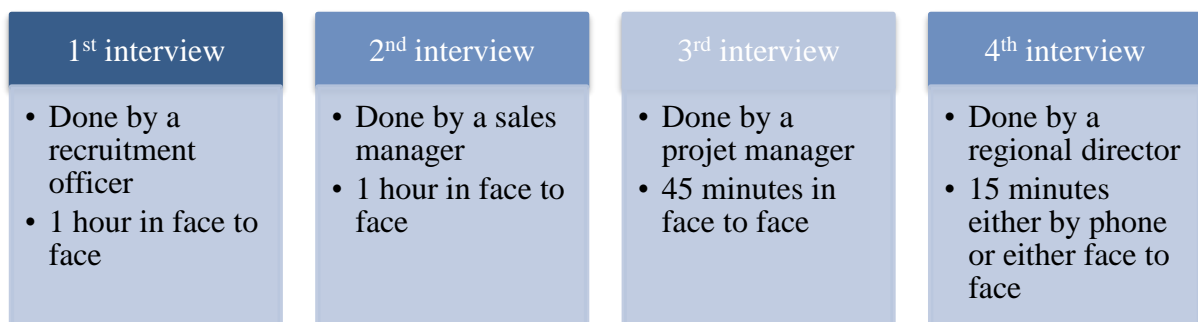 1st interview
• Done by a
recruitment
officer
• 1 hour in face to
face
2nd interview
• Done by a sales
manager
• 1 hour in face to
face
3rd interview
• Done by a
projet manager
• 45 minutes in
face to face
4th interview
• Done by a
regional director
• 15 minutes
either by phone
or either face to
face